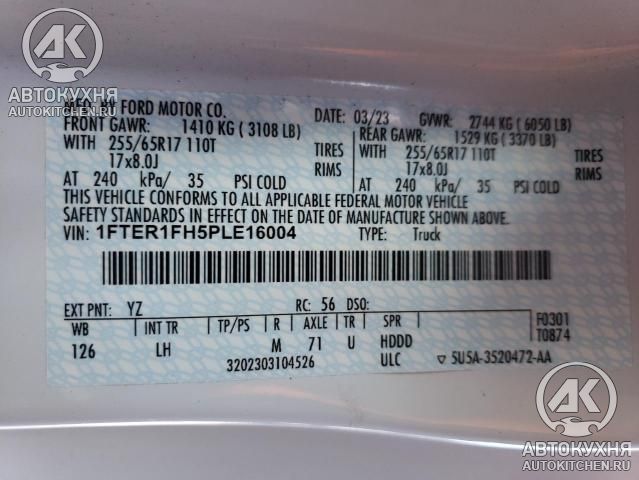 АК
АВТОКУХНЯ
AUTOKITCHEN.RU
MFD. BY FORD MOTOR CO.
DATE: 03/23 GVWR: 2744 KG ( 6050 LB)
FRONT GAWR: 1410 KG ( 3108 LB)
REAR GAWR: 1529 KG ( 3370 LB)
WITH 255/65R17 110T TIRES
WITH 255/65R17 110T TIRES
17x8.0J RIMS
17x8.0J RIMS
AT 240 kPa/ 35 PSI COLD
AT 240 kPa/ 35 PSI COLD
THIS VEHICLE CONFORMS TO ALL APPLICABLE FEDERAL MOTOR VEHICLE
SAFETY STANDARDS IN EFFECT ON THE DATE OF MANUFACTURE SHOWN ABOVE.
VIN: 1FTER1FH5PLE16004
TYPE: Truck
EXT PNT: YZ RC: 56 DSO:
WB INT TR TP/PS R AXLE TR SPR
F0301
T0874
126 LH M 71 U HDDD
3202303104526 ULC ▽ 5U5A-3520472-AA
АК
АВТОКУХНЯ
AUTOKITCHEN.RU